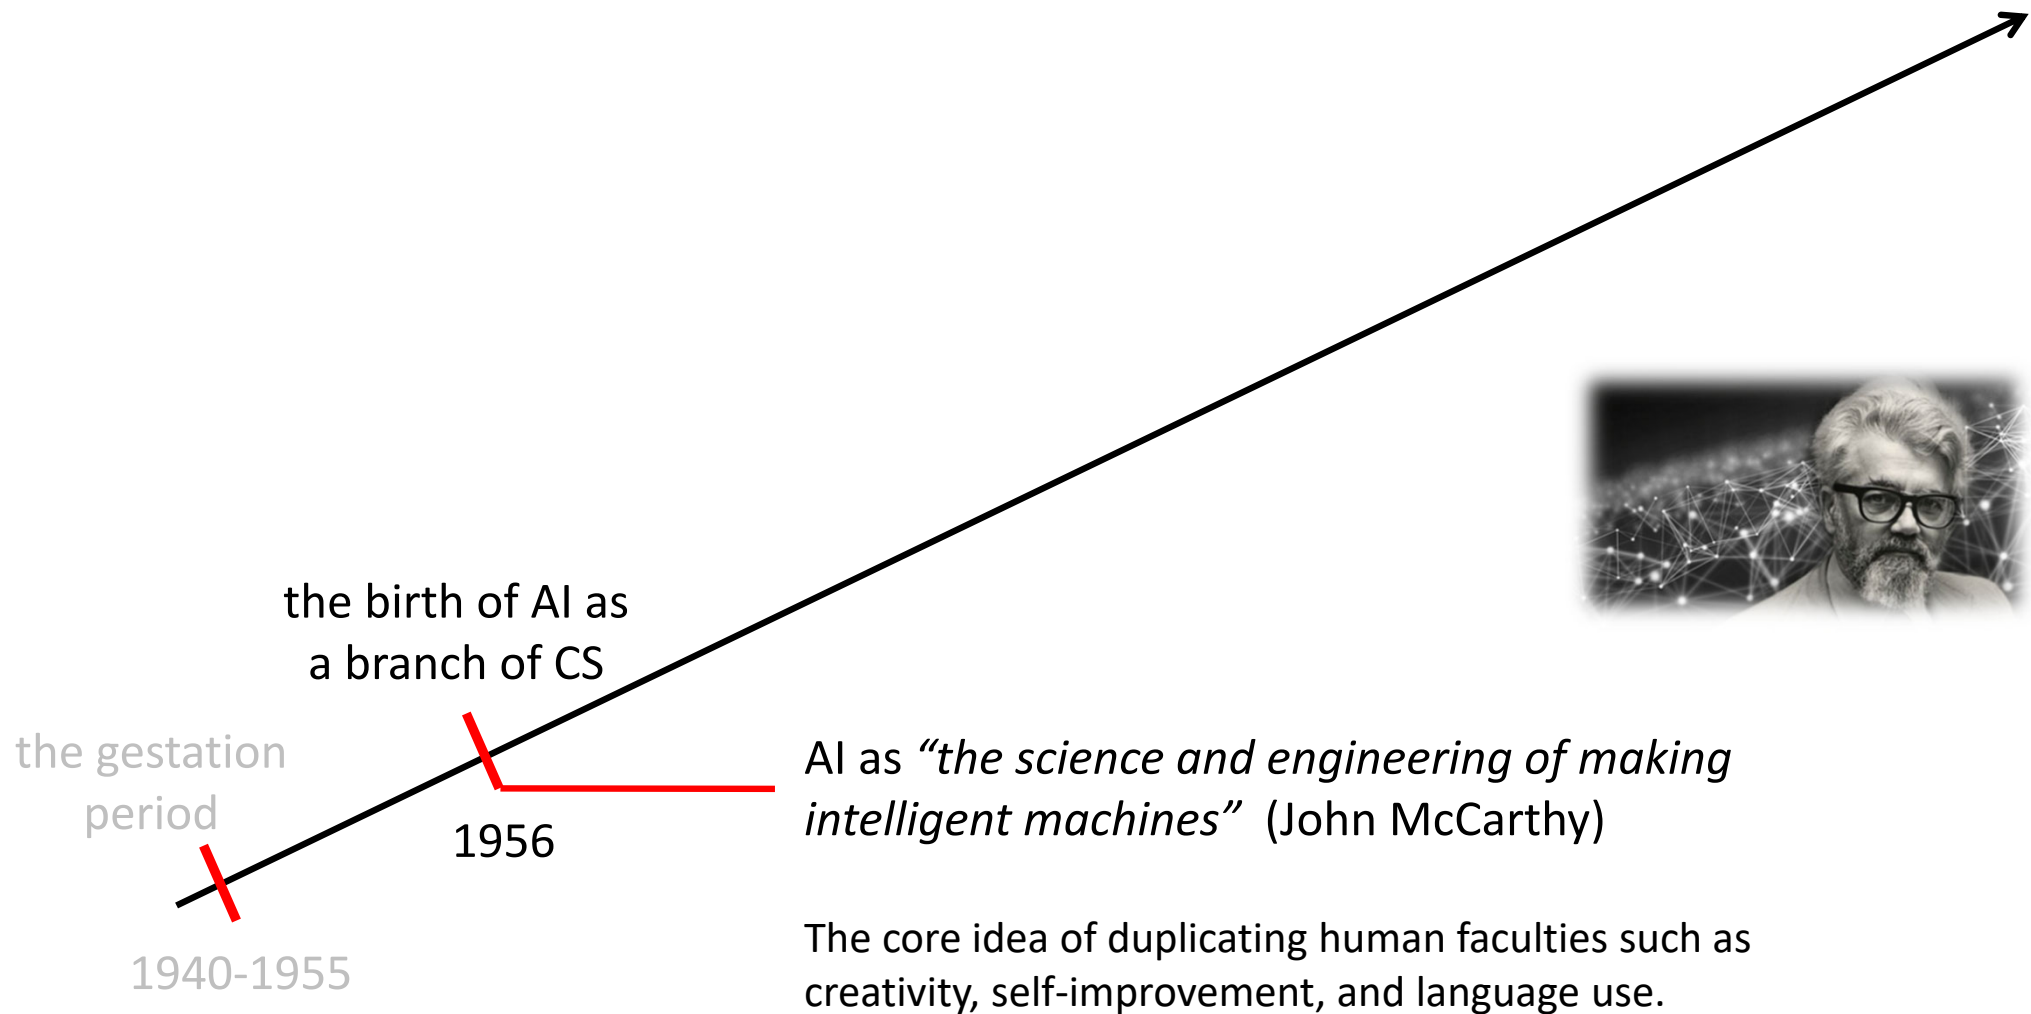 the birth of AI as
a branch of CS
the gestation
period
1956
1940-1955
AI as “the science and engineering of making
intelligent machines” (John McCarthy)
The core idea of duplicating human faculties such as
creativity, self-improvement, and language use.